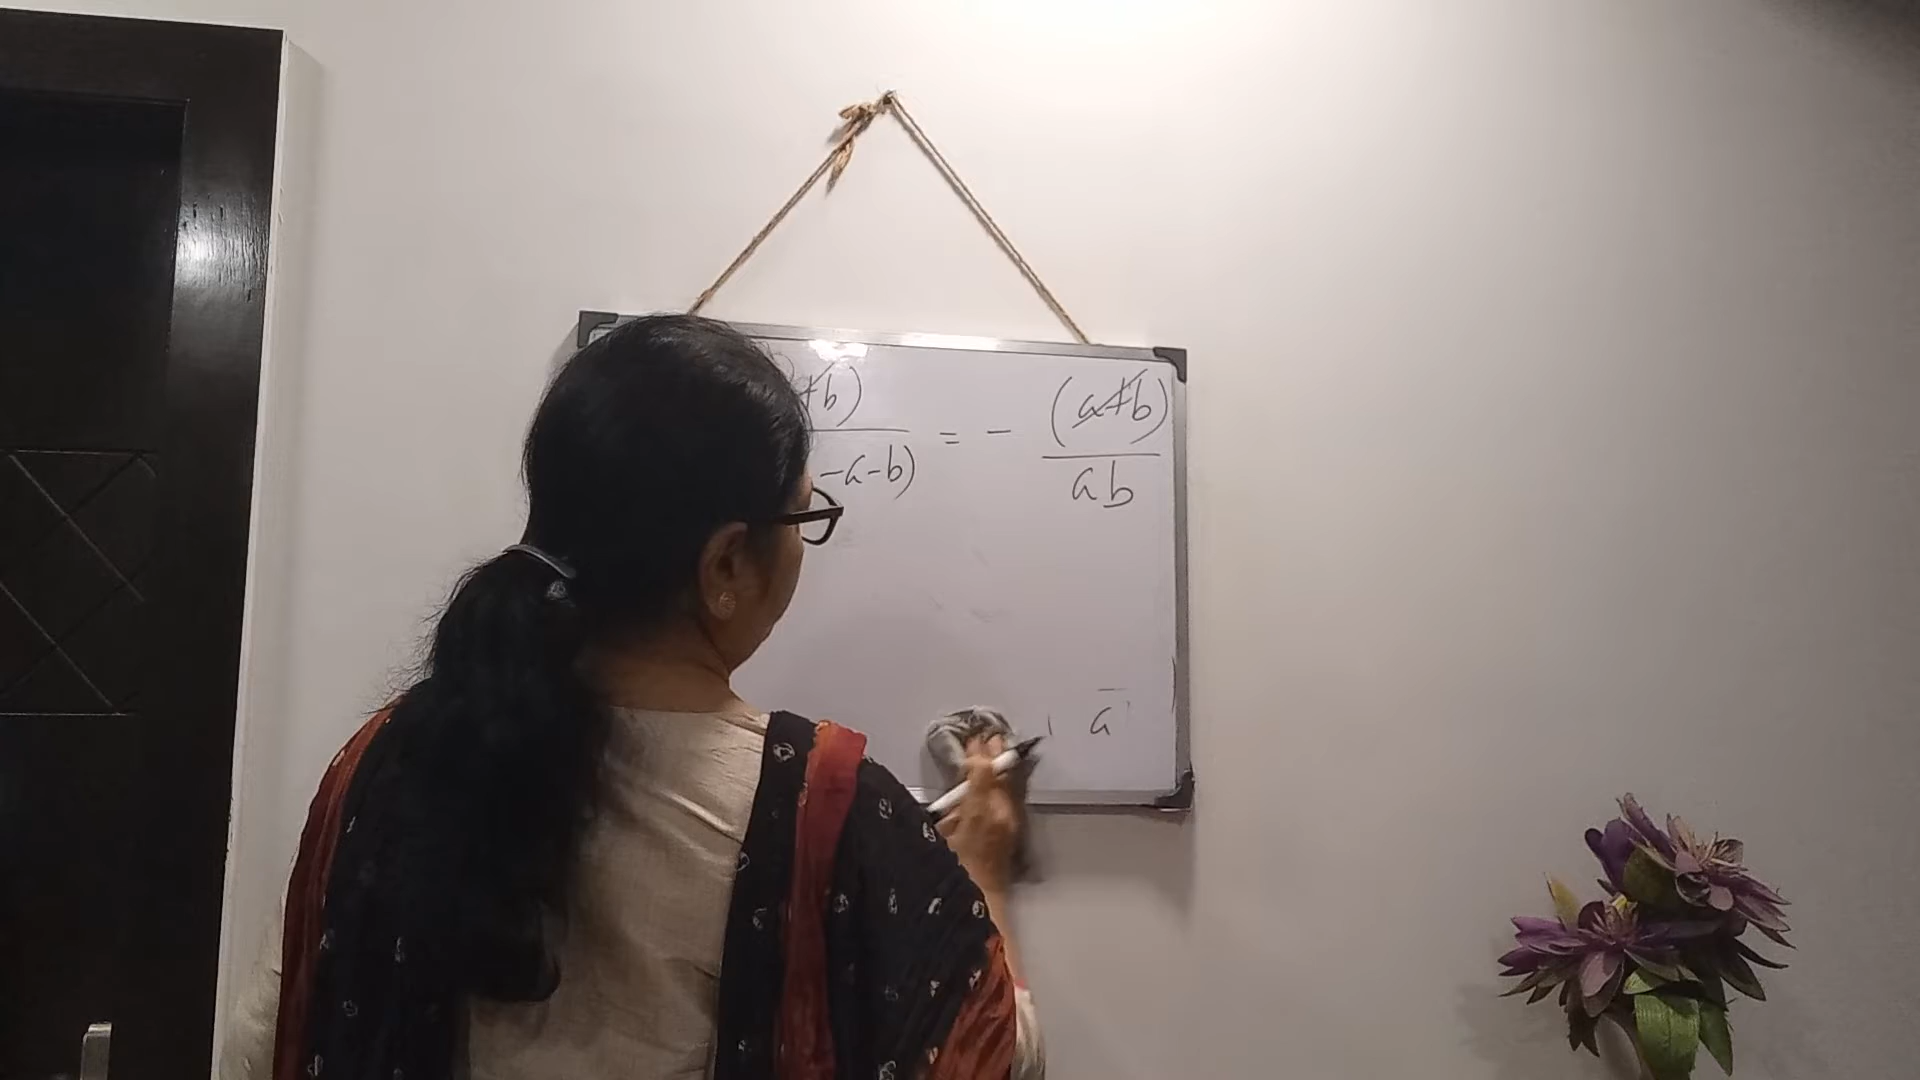 +b) / -a-b) = - (a+b) / ab
a